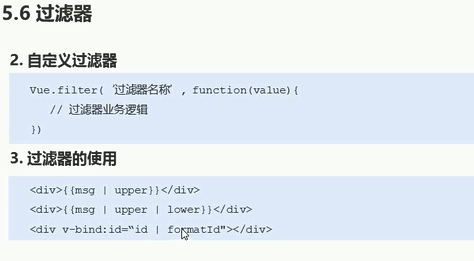 5.6 过滤器
2. 自定义过滤器
Vue.filter( ‘过滤器名称’ , function(value){
// 过滤器业务逻辑
})
3. 过滤器的使用
<div>{{msg | upper}}</div>
<div>{{msg | upper | lower}}</div>
<div v-bind:id=“id | formatId"></div>